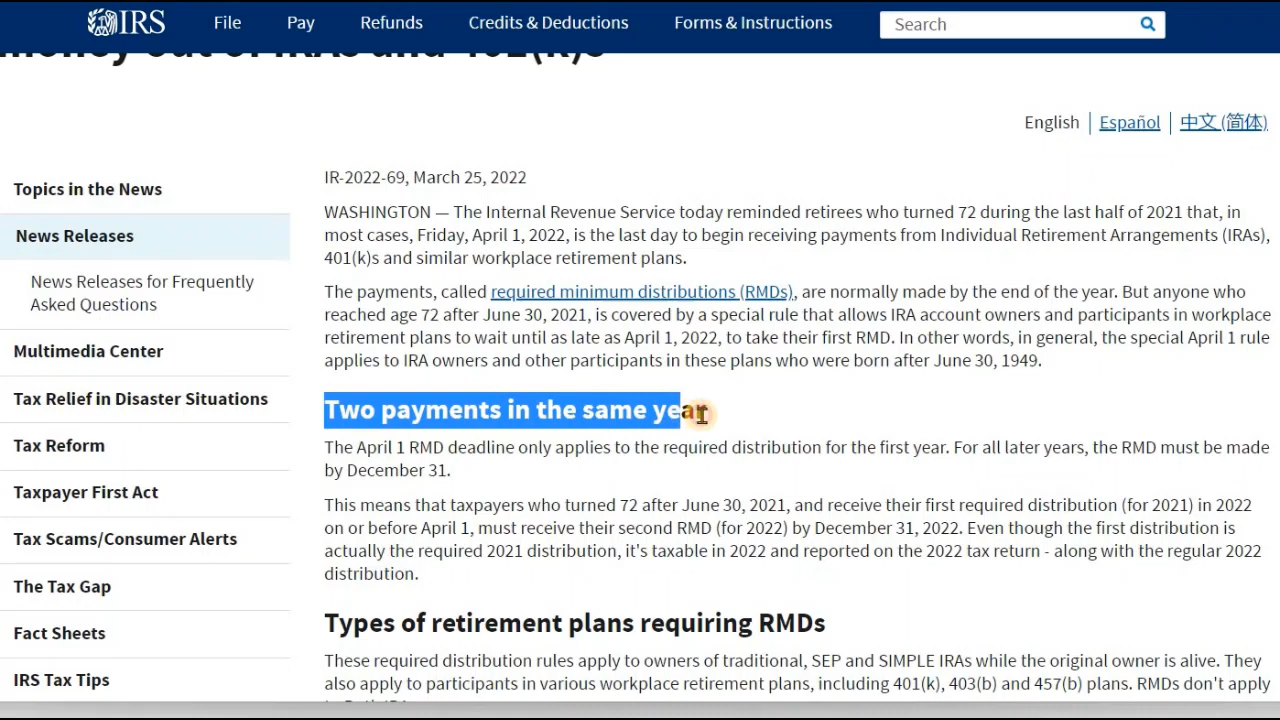 IRS File Pay Refunds Credits & Deductions Forms & Instructions Search
money out of IRAs and 401(k)s
English Español 中文 (简体)
Topics in the News
News Releases
News Releases for Frequently
Asked Questions
Multimedia Center
Tax Relief in Disaster Situations
Tax Reform
Taxpayer First Act
Tax Scams/Consumer Alerts
The Tax Gap
Fact Sheets
IRS Tax Tips
IR-2022-69, March 25, 2022
WASHINGTON — The Internal Revenue Service today reminded retirees who turned 72 during the last half of 2021 that, in
most cases, Friday, April 1, 2022, is the last day to begin receiving payments from Individual Retirement Arrangements (IRAs),
401(k)s and similar workplace retirement plans.
The payments, called required minimum distributions (RMDs), are normally made by the end of the year. But anyone who
reached age 72 after June 30, 2021, is covered by a special rule that allows IRA account owners and participants in workplace
retirement plans to wait until as late as April 1, 2022, to take their first RMD. In other words, in general, the special April 1 rule
applies to IRA owners and other participants in these plans who were born after June 30, 1949.
Two payments in the same year
The April 1 RMD deadline only applies to the required distribution for the first year. For all later years, the RMD must be made
by December 31.
This means that taxpayers who turned 72 after June 30, 2021, and receive their first required distribution (for 2021) in 2022
on or before April 1, must receive their second RMD (for 2022) by December 31, 2022. Even though the first distribution is
actually the required 2021 distribution, it's taxable in 2022 and reported on the 2022 tax return - along with the regular 2022
distribution.
Types of retirement plans requiring RMDs
These required distribution rules apply to owners of traditional, SEP and SIMPLE IRAs while the original owner is alive. They
also apply to participants in various workplace retirement plans, including 401(k), 403(b) and 457(b) plans. RMDs don't apply